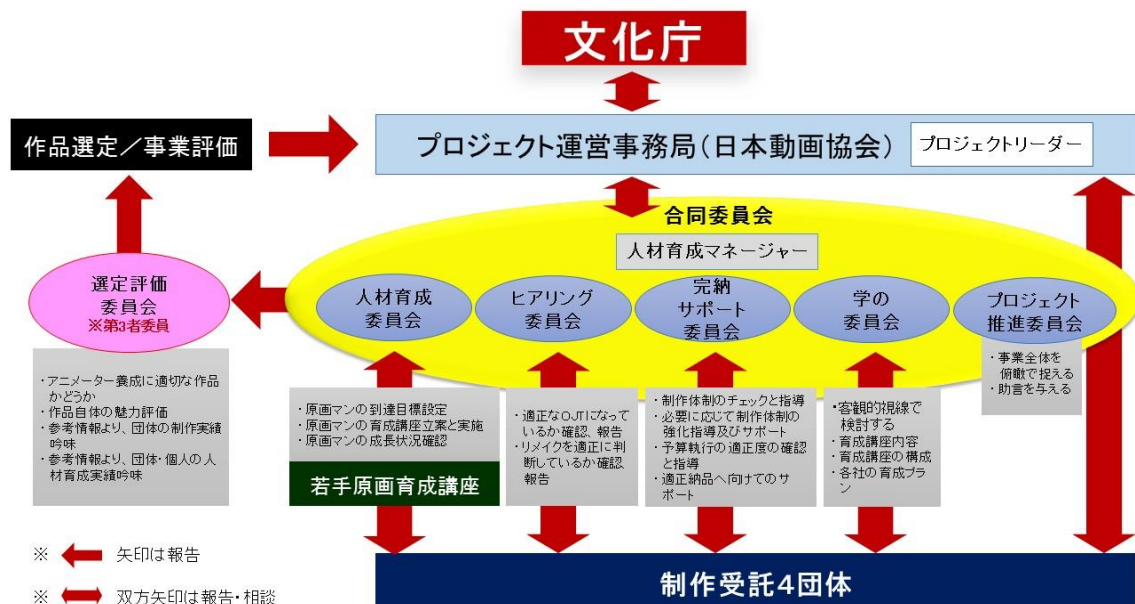 文化庁
作品選定／事業評価
プロジェクト運営事務局(日本動画協会)
プロジェクトリーダー
合同委員会
人材育成マネージャー
選定評価
委員会
※第3者委員
人材育成
委員会
ヒアリング
委員会
完納
サポート
委員会
学の
委員会
プロジェクト
推進委員会
・アニメーター養成に適切な作品
かどうか
・作品自体の魅力評価
・参考情報より、団体の制作実績
吟味
・参考情報より、団体・個人の人
材育成実績吟味
・原画マンの到達目標設定
・原画マンの育成講座立案と実施
・原画マンの成長状況確認
若手原画育成講座
・適正なOJTになって
いるか確認、報告
・リメイクを適正に判
断しているか確認、
報告
・制作体制のチェックと指導
・必要に応じて制作体制の
強化指導及びサポート
・予算執行の適正度の確認
と指導
・適正納品へ向けてのサ
ポート
・客観的視線で
検討する
・育成講座内容
・育成講座の構成
・各社の育成プラ
ン
・事業全体を
俯瞰で捉える
・助言を与える
※ 矢印は報告
※ 双方矢印は報告・相談
制作受託4団体